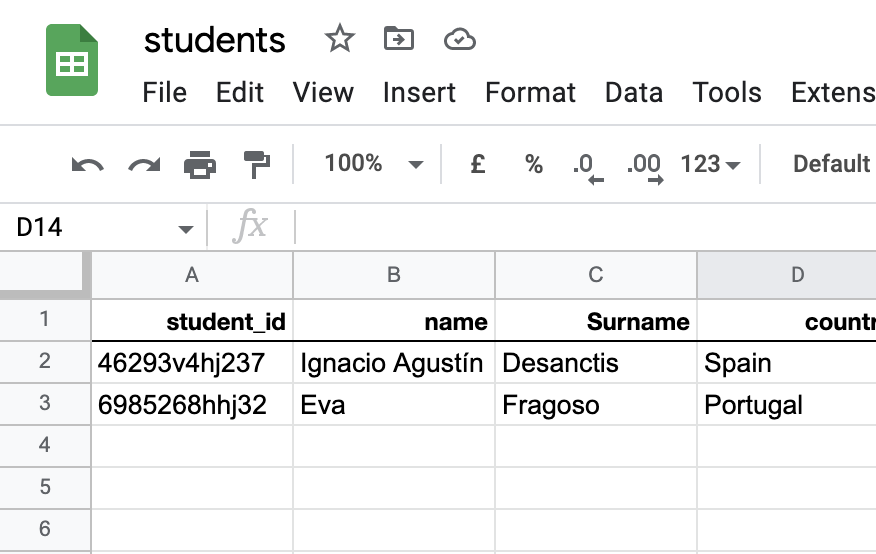 students
File Edit View Insert Format Data Tools Extens
100% £ % .0 .00 123 Default
D14 fx
A B C D
1 student_id name Surname countr
2 46293v4hj237 Ignacio Agustín Desanctis Spain
3 6985268hhj32 Eva Fragoso Portugal
4
5
6